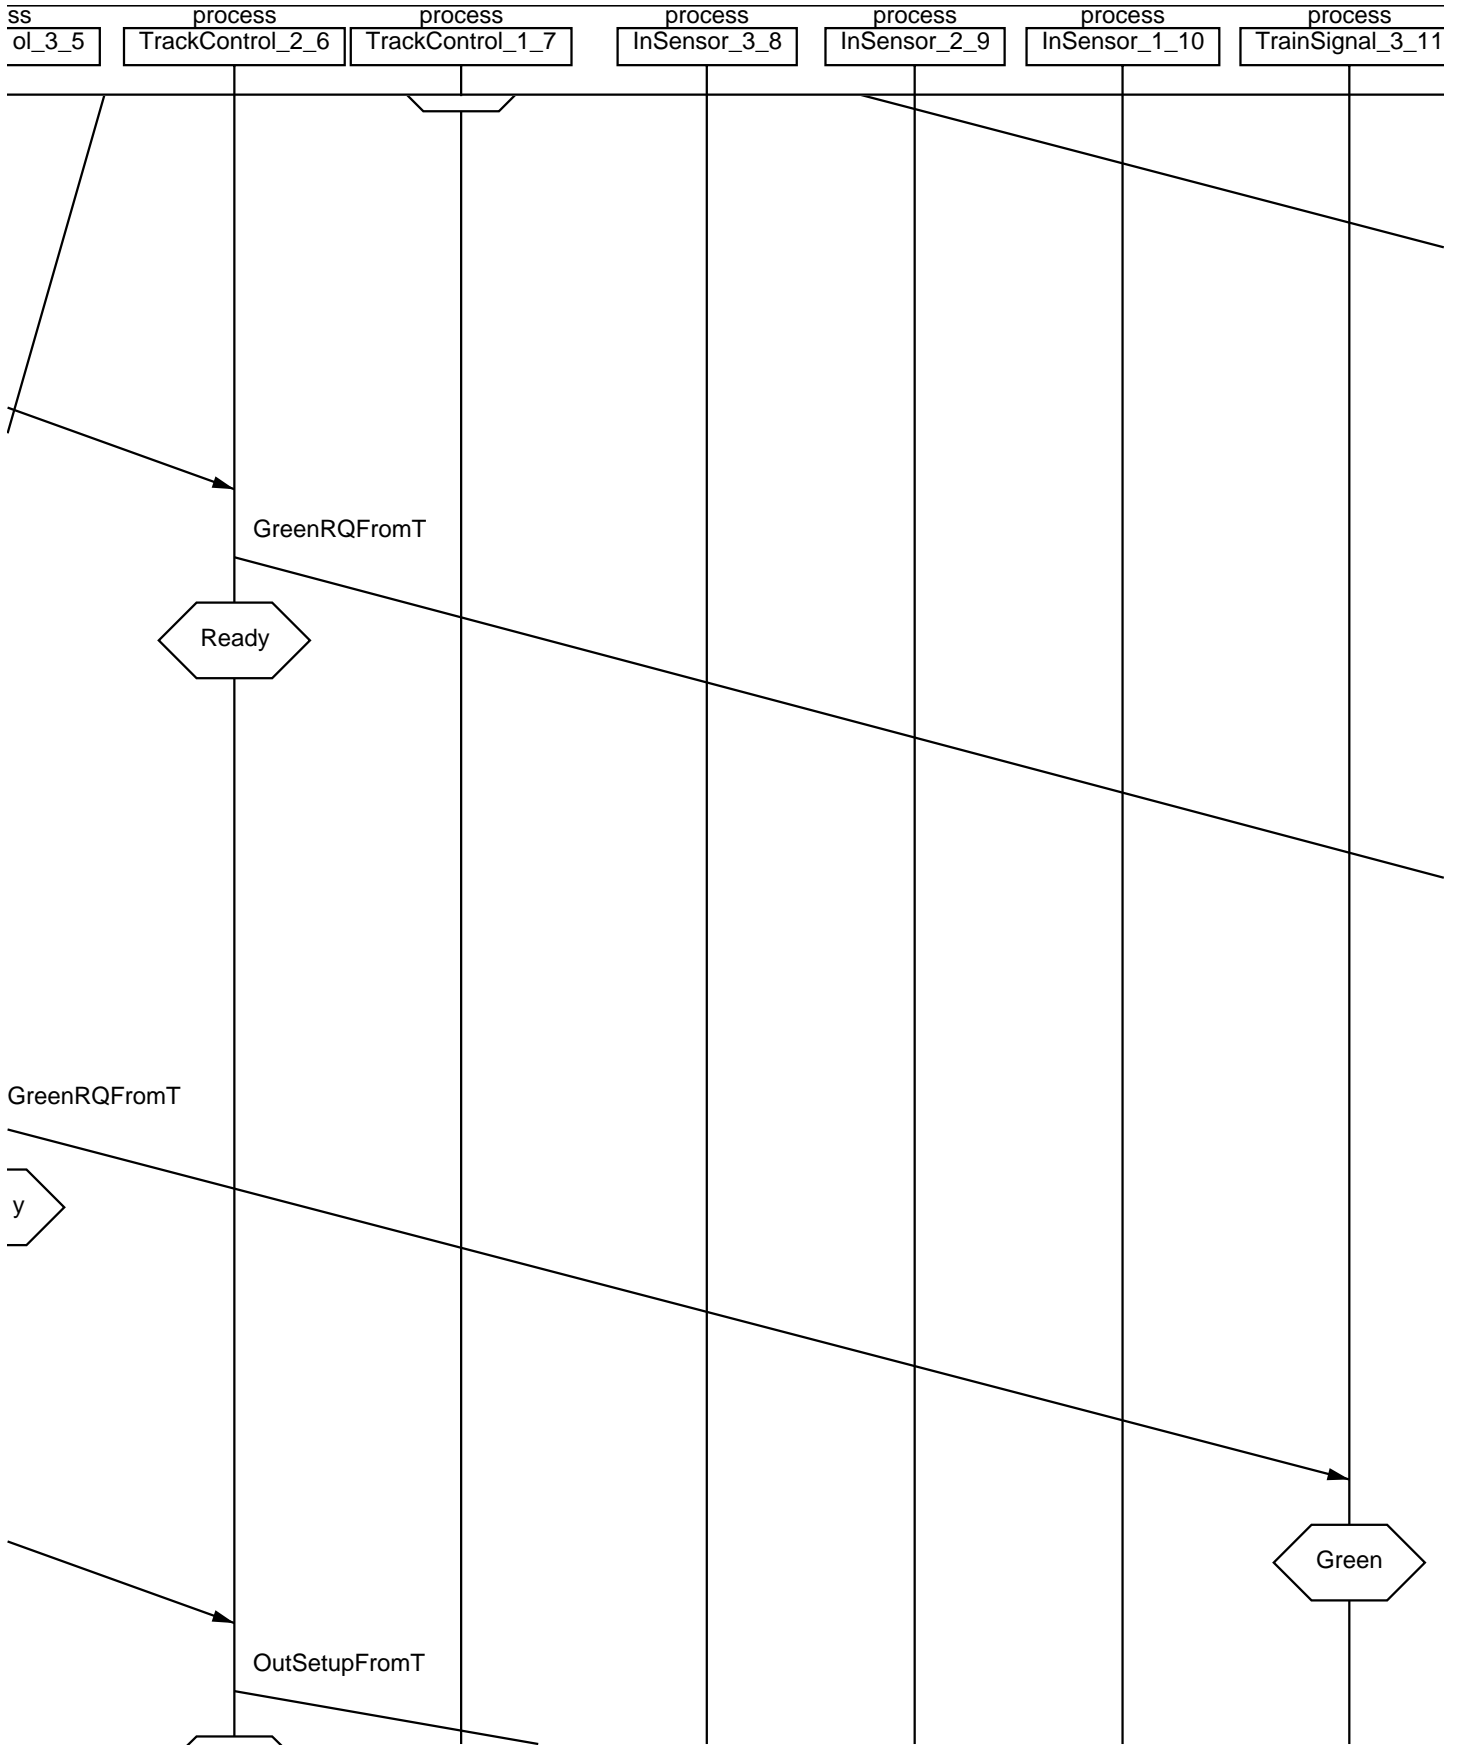 ss process process process process process process
ol_3_5 TrackControl_2_6 TrackControl_1_7 InSensor_3_8 InSensor_2_9 InSensor_1_10 TrainSignal_3_11
GreenRQFromT
Ready
GreenRQFromT
y
Green
OutSetupFromT